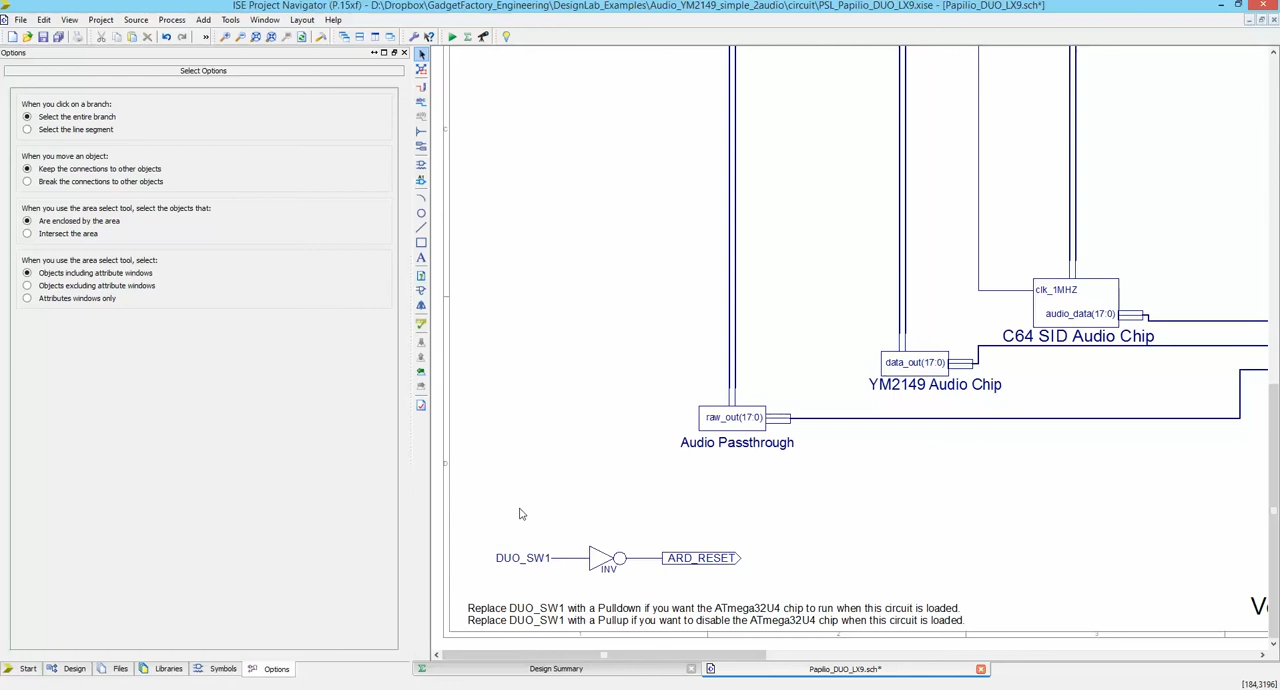 ISE Project Navigator (P.15xf) - D:\Dropbox\GadgetFactory_Engineering\DesignLab_Examples\Audio_YM2149_simple_2audio\circuit\PSL_Papilio_DUO_LX9.xise - [Papilio_DUO_LX9.sch*]
File Edit View Project Source Process Add Tools Window Layout Help
Options
Select Options
When you click on a branch:
Select the entire branch
Select the line segment
When you move an object:
Keep the connections to other objects
Break the connections to other objects
When you use the area select tool, select the objects that:
Are enclosed by the area
Intersect the area
When you use the area select tool, select:
Objects including attribute windows
Objects excluding attribute windows
Attributes windows only
clk_1MHZ
audio_data(17:0)
C64 SID Audio Chip
data_out(17:0)
YM2149 Audio Chip
raw_out(17:0)
Audio Passthrough
DUO_SW1
INV
ARD_RESET
Replace DUO_SW1 with a Pulldown if you want the ATmega32U4 chip to run when this circuit is loaded.
Replace DUO_SW1 with a Pullup if you want to disable the ATmega32U4 chip when this circuit is loaded.
Start Design Files Libraries Symbols Options
Design Summary
Papilio_DUO_LX9.sch*
[184,3196]